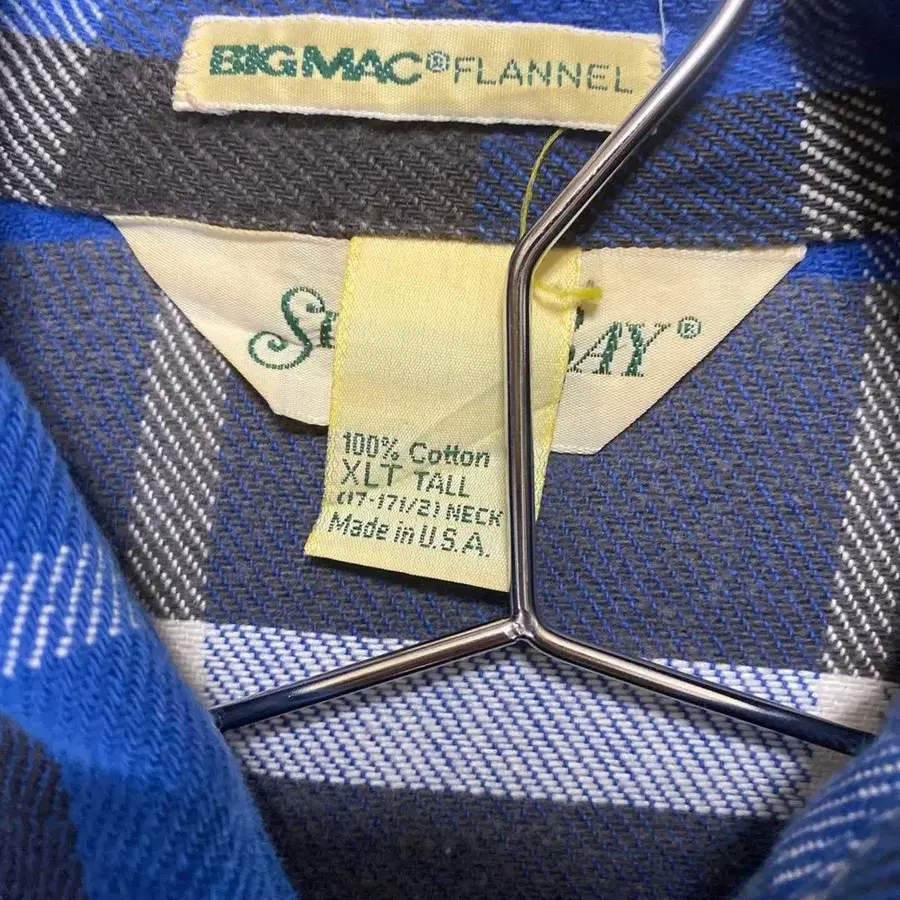 BIG MAC® FLANNEL
100% Cotton
XLT TALL
(17-17 1/2) NECK
Made in U.S.A.